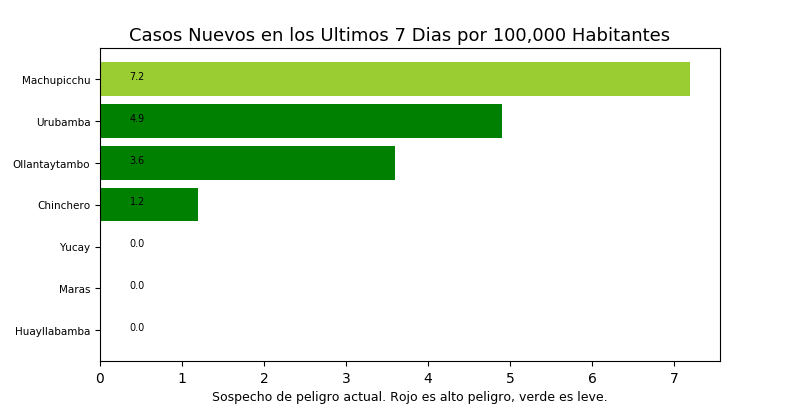 Casos Nuevos en los Ultimos 7 Dias por 100,000 Habitantes
Machupicchu 7.2
Urubamba 4.9
Ollantaytambo 3.6
Chinchero 1.2
Yucay 0.0
Maras 0.0
Huayllabamba 0.0
0 1 2 3 4 5 6 7
Sospecho de peligro actual. Rojo es alto peligro, verde es leve.